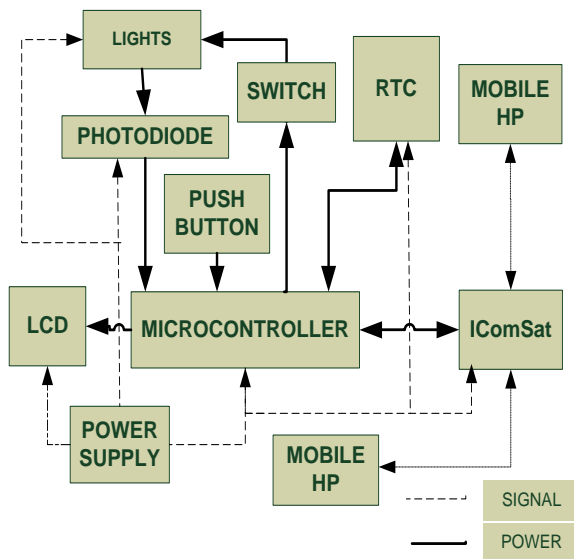 LIGHTS
SWITCH
RTC
MOBILE
HP
PHOTODIODE
PUSH
BUTTON
LCD
MICROCONTROLLER
IComSat
POWER
SUPPLY
MOBILE
HP
SIGNAL
POWER